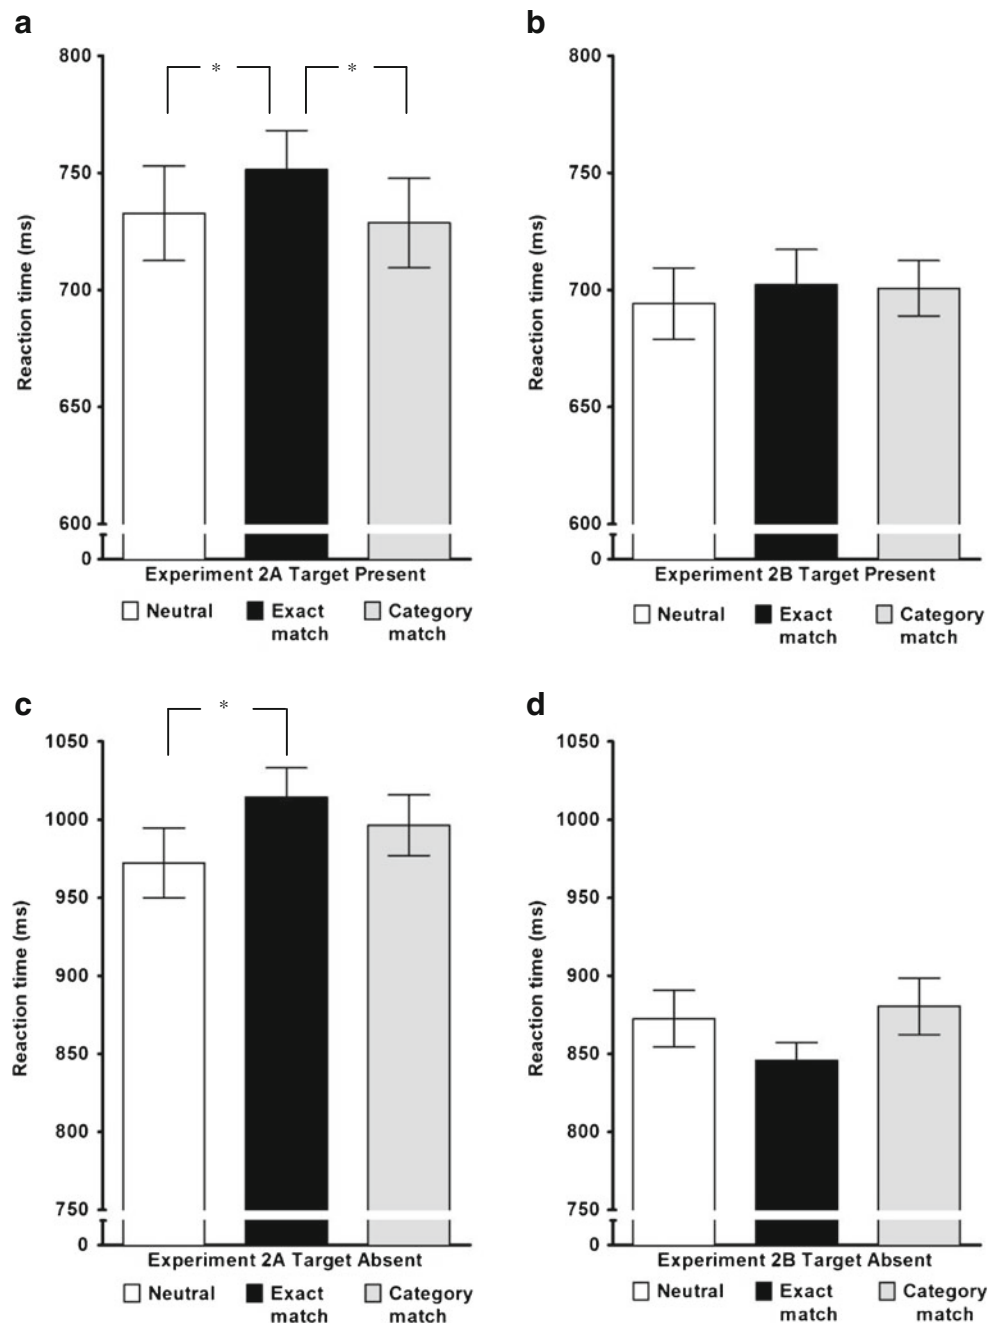 a
800
750
700
650
600
0
Reaction time (ms)
* *
Experiment 2A Target Present
Neutral Exact match Category match
b
800
750
700
650
600
0
Reaction time (ms)
Experiment 2B Target Present
Neutral Exact match Category match
c
1050
1000
950
900
850
800
750
0
Reaction time (ms)
*
Experiment 2A Target Absent
Neutral Exact match Category match
d
1050
1000
950
900
850
800
750
0
Reaction time (ms)
Experiment 2B Target Absent
Neutral Exact match Category match